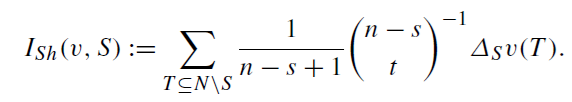 I_{Sh}(v, S) := \sum_{T \subseteq N \setminus S} \frac{1}{n - s + 1} \binom{n - s}{t}^{-1} \Delta_S v(T).